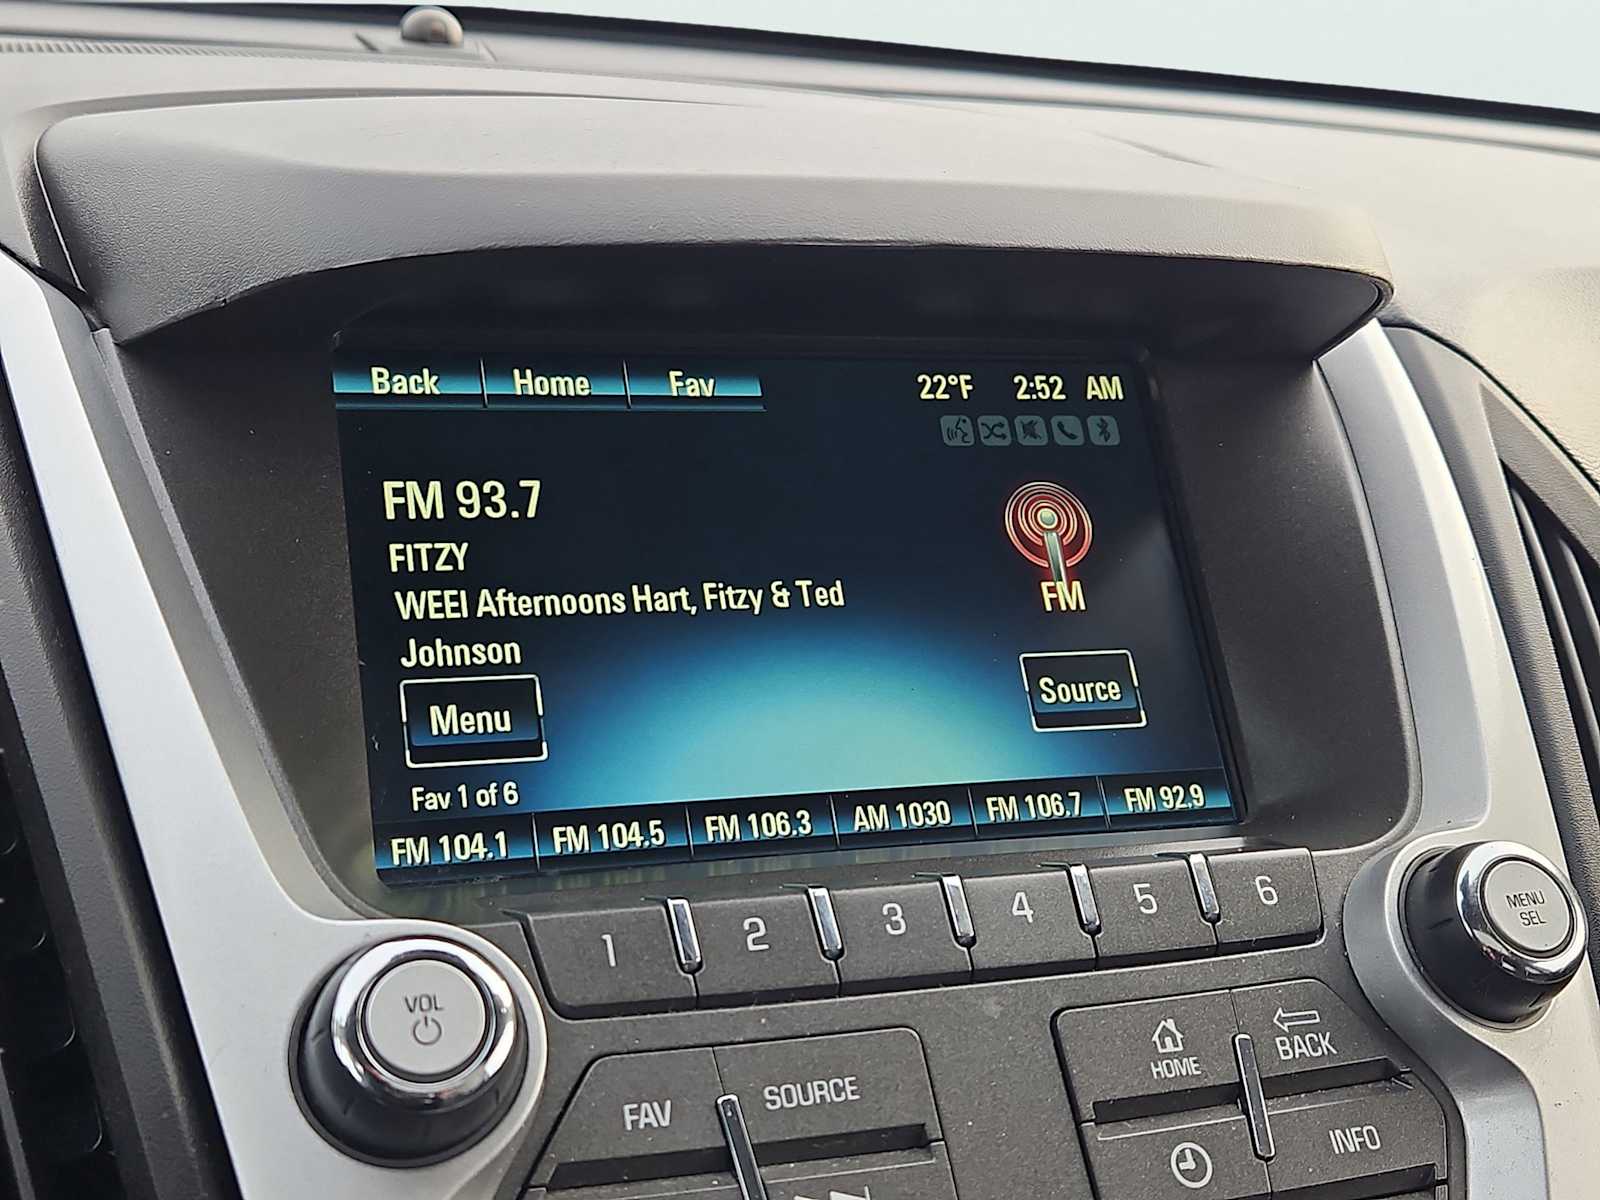 Back Home Fav 22°F 2:52 AM
FM 93.7
FITZY
WEEI Afternoons Hart, Fitzy & Ted
Johnson
FM
Menu
Source
Fav 1 of 6
FM 104.1 FM 104.5 FM 106.3 AM 1030 FM 106.7 FM 92.9
1 2 3 4 5 6
MENU
SEL
VOL
FAV SOURCE
HOME
BACK
INFO